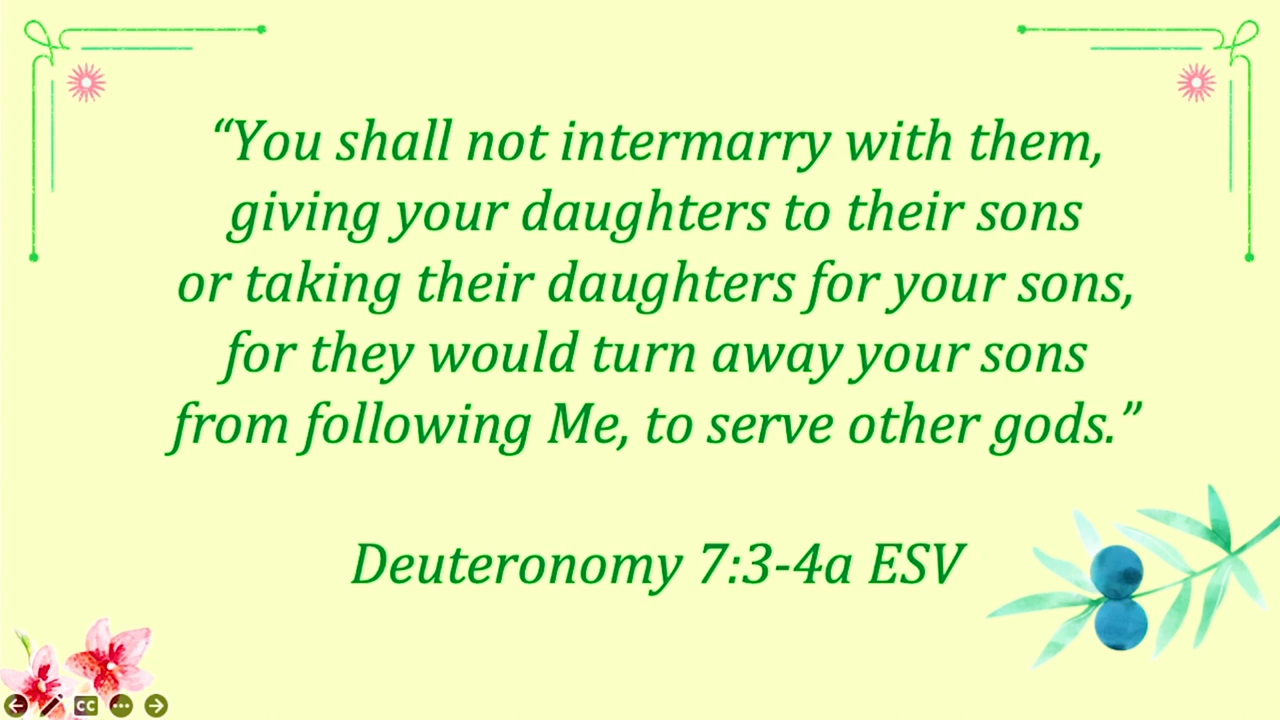 “You shall not intermarry with them,
giving your daughters to their sons
or taking their daughters for your sons,
for they would turn away your sons
from following Me, to serve other gods.”
Deuteronomy 7:3-4a ESV
CC